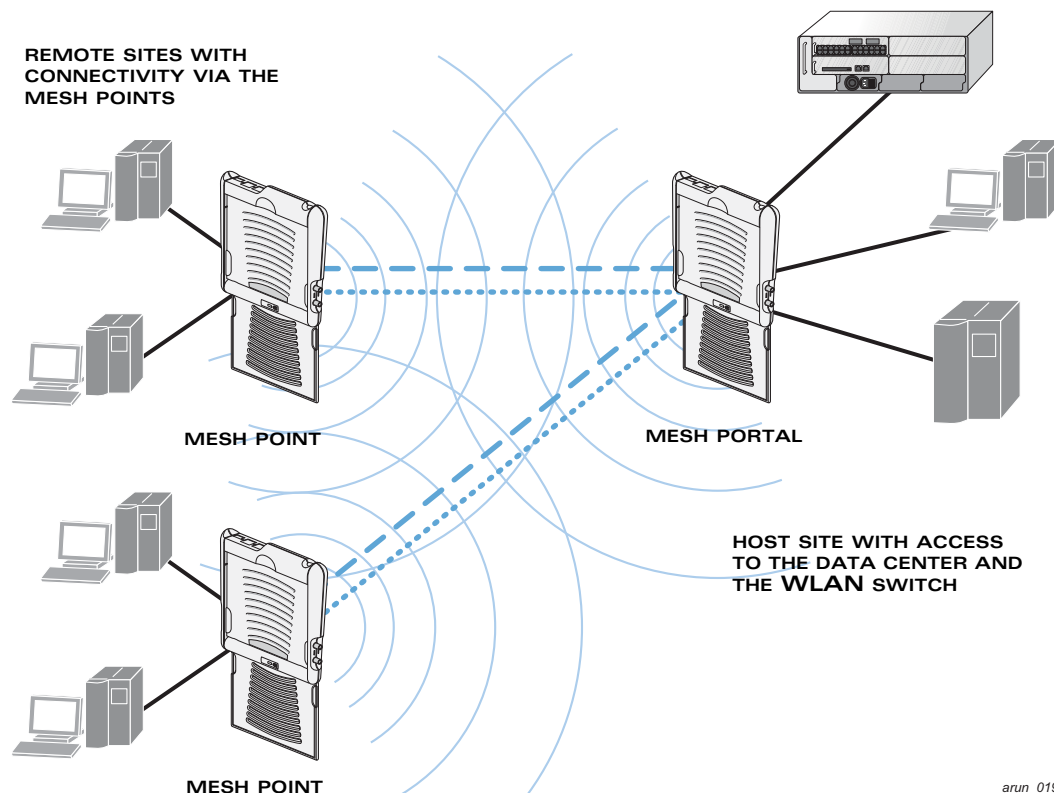 REMOTE SITES WITH
CONNECTIVITY VIA THE
MESH POINTS
MESH POINT
MESH PORTAL
HOST SITE WITH ACCESS
TO THE DATA CENTER AND
THE WLAN SWITCH
MESH POINT
arun_019